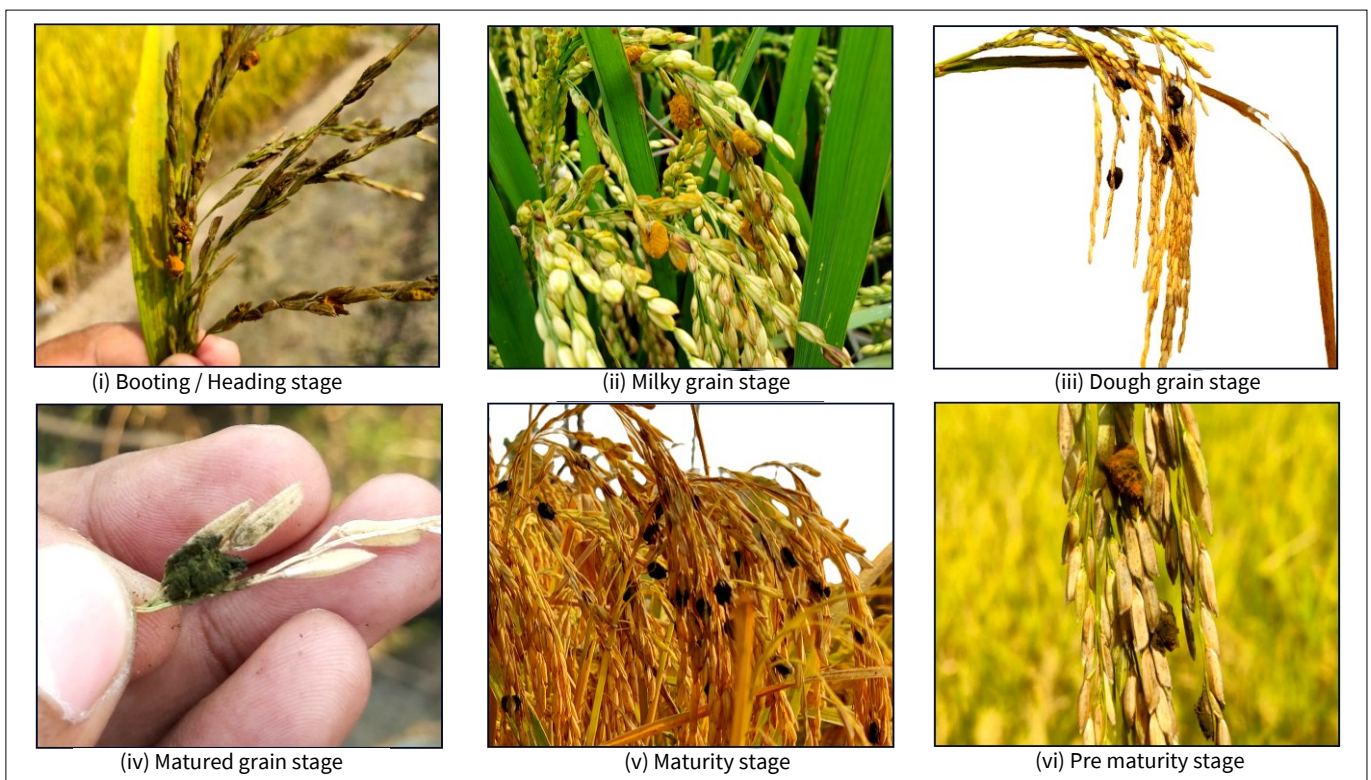 (i) Booting / Heading stage
(ii) Milky grain stage
(iii) Dough grain stage
(iv) Matured grain stage
(v) Maturity stage
(vi) Pre maturity stage